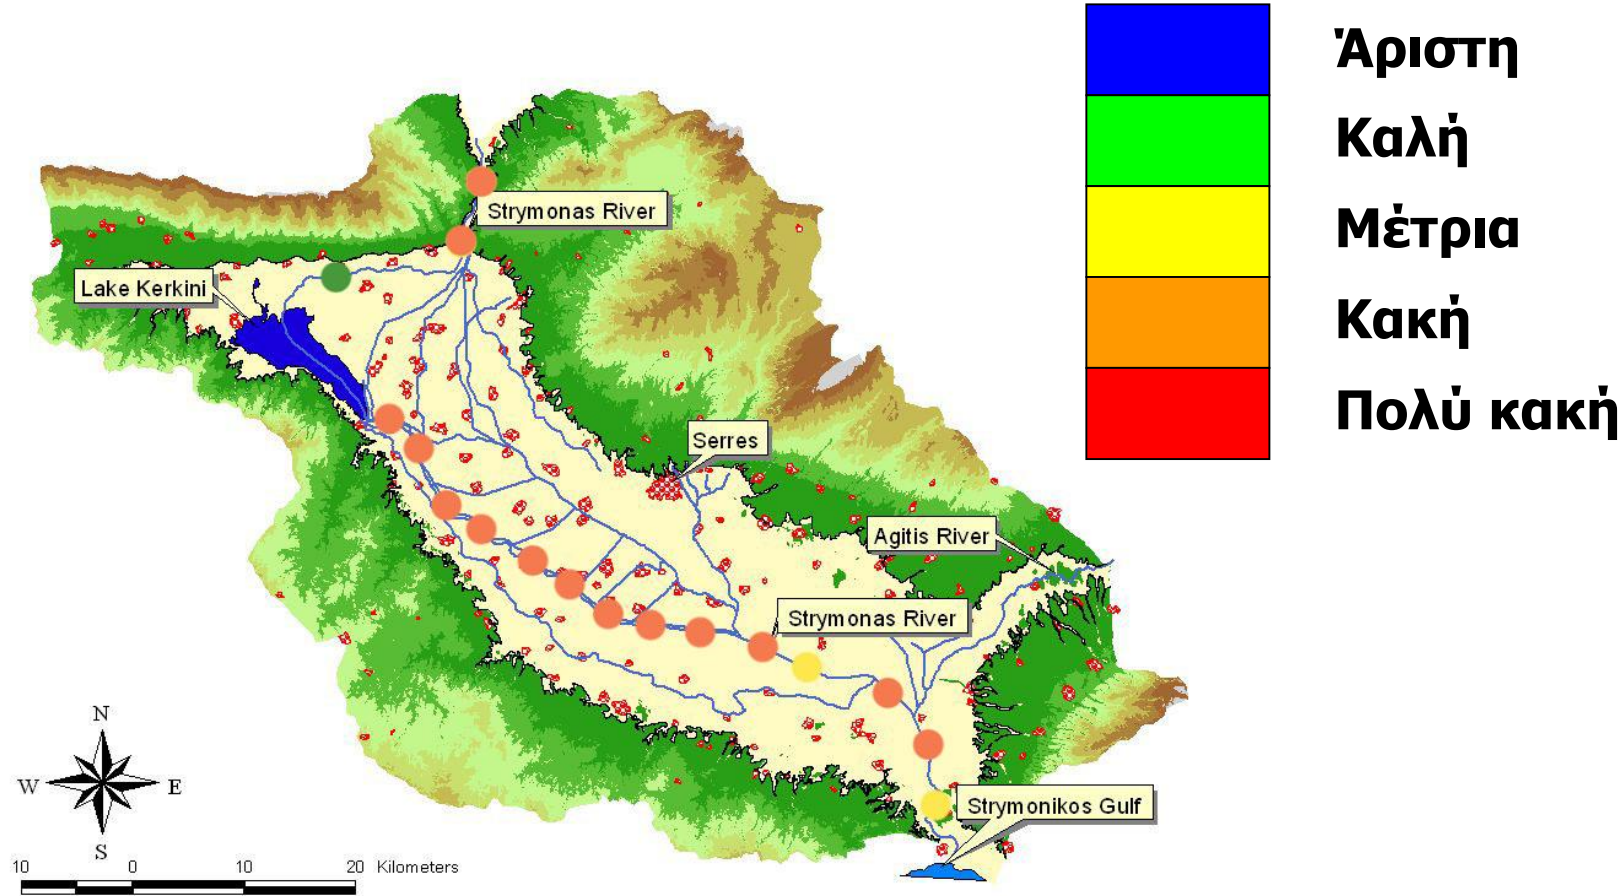 Άριστη
Καλή
Μέτρια
Κακή
Πολύ κακή
Strymonas River
Lake Kerkini
Serres
Agitis River
Strymonas River
Strymonikos Gulf
N
W E
S
10 0 10 20 Kilometers